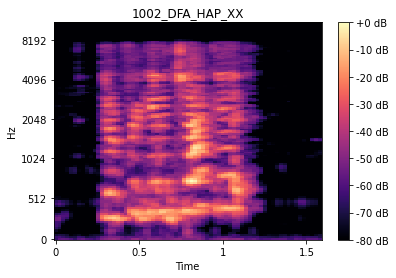 1002_DFA_HAP_XX
8192
4096
2048
1024
512
0
Hz
0
0.5
1
1.5
Time
+0 dB
-10 dB
-20 dB
-30 dB
-40 dB
-50 dB
-60 dB
-70 dB
-80 dB